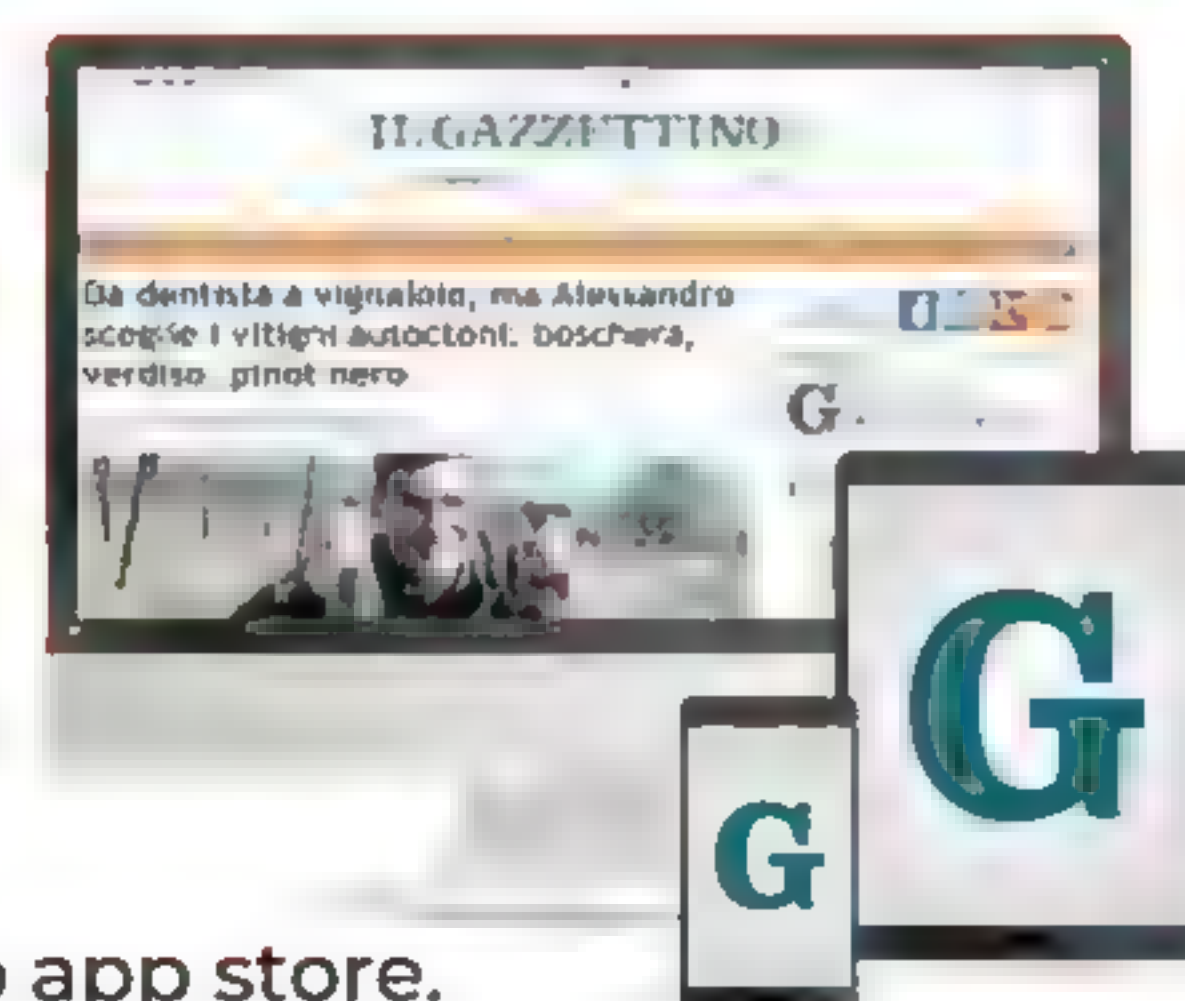 IL GAZZETTINO
Da dentista a vignaiolo, ma Alessandro
sceglie i vitigni autoctoni: boschera,
verdiso pinot nero
G
G
G
app store.